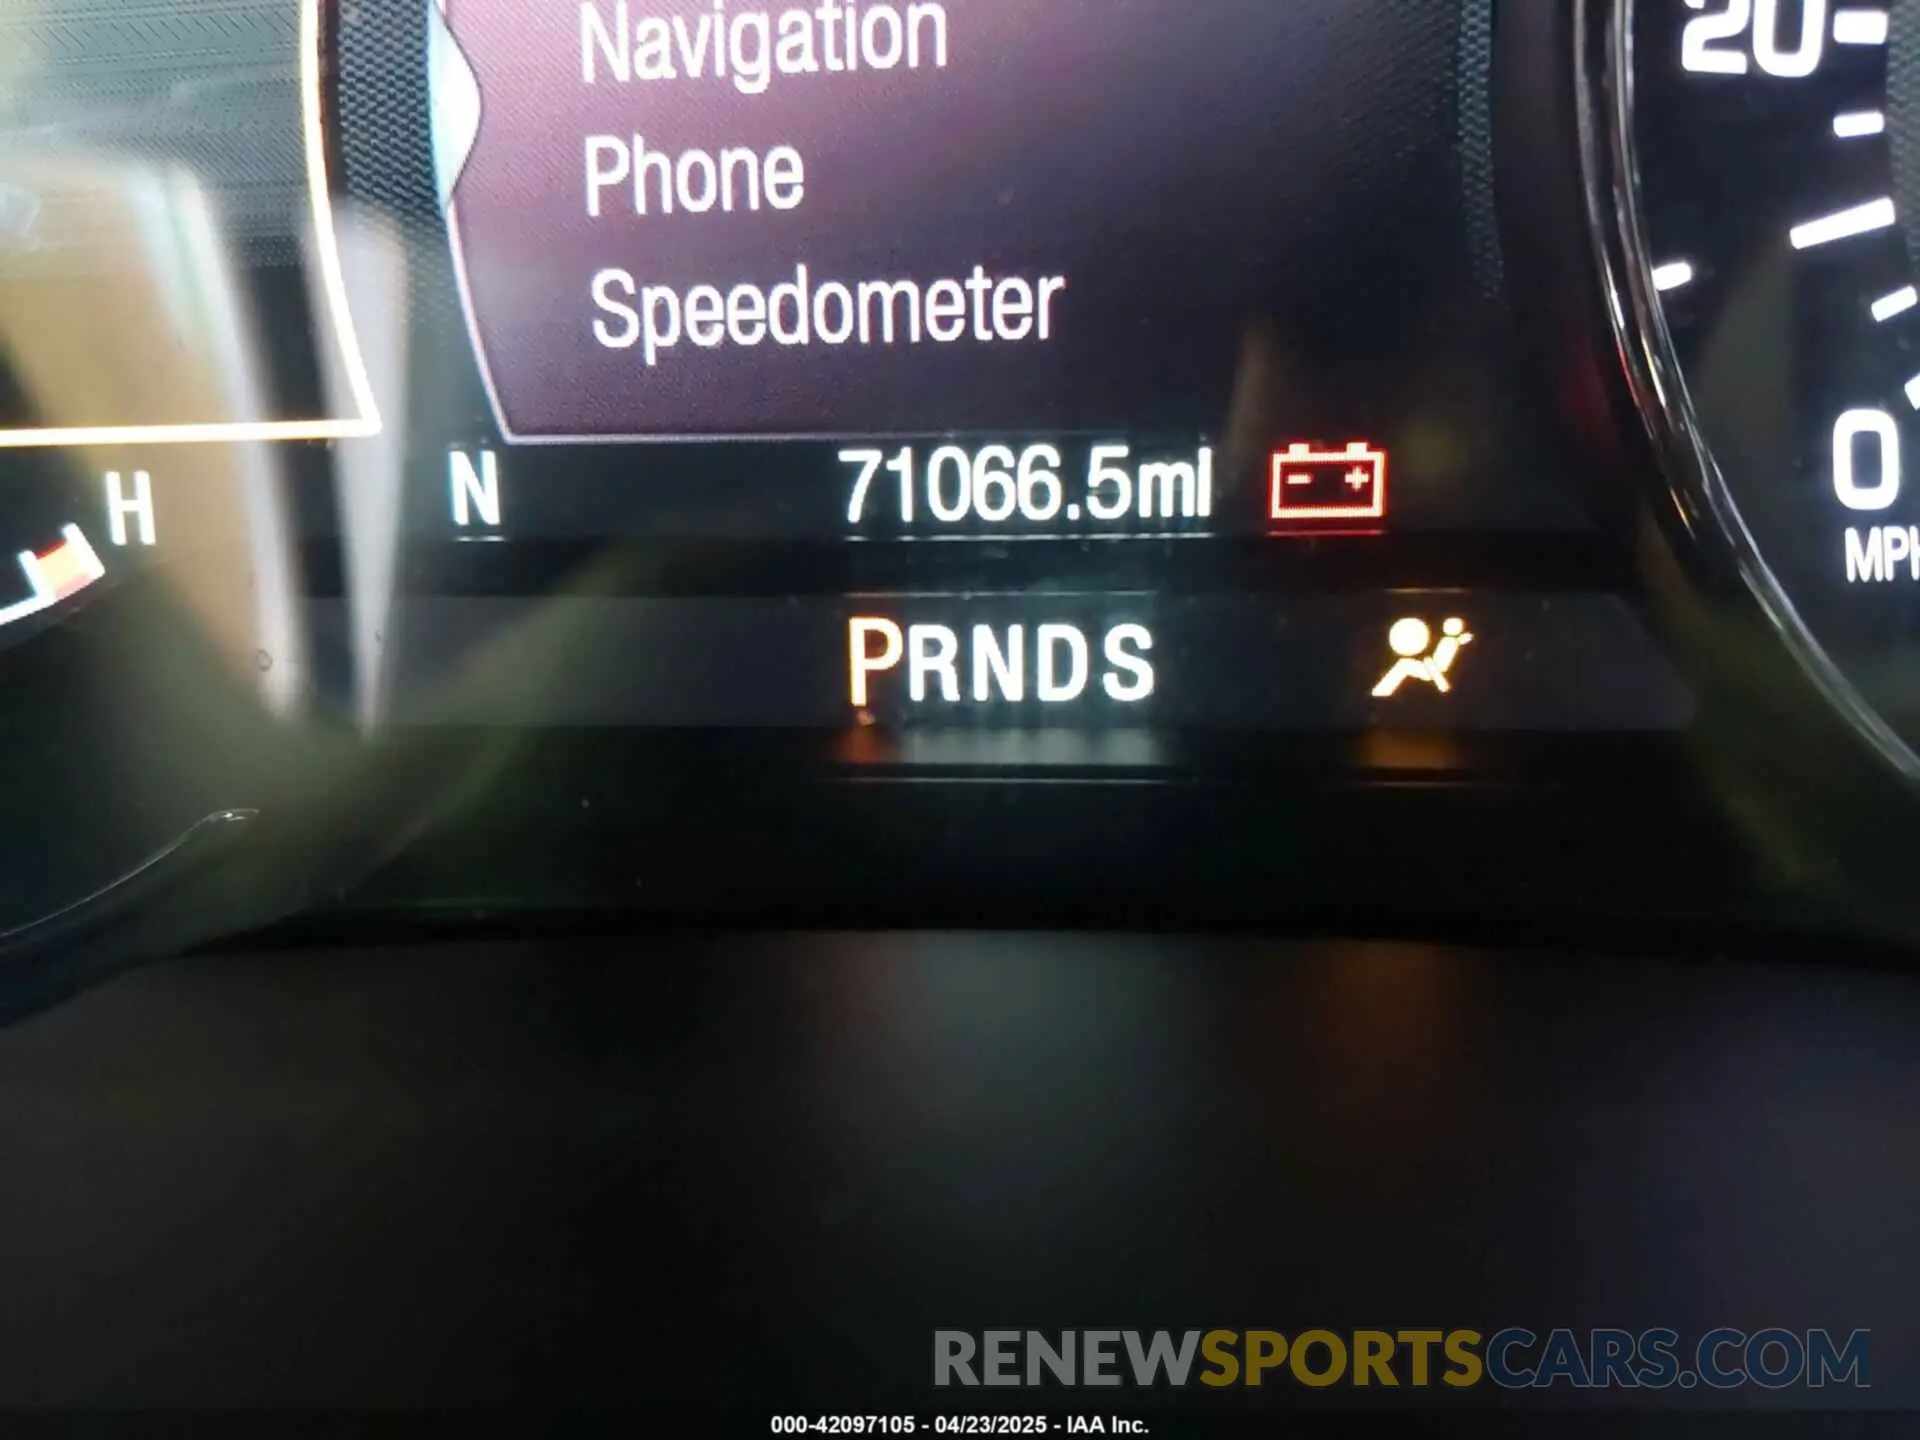 Navigation
20
Phone
Speedometer
H
N
71066.5mi
0
MPH
PRNDS
RENEWSPORTSCARS.COM
000-42097105 - 04/23/2025 - IAA Inc.